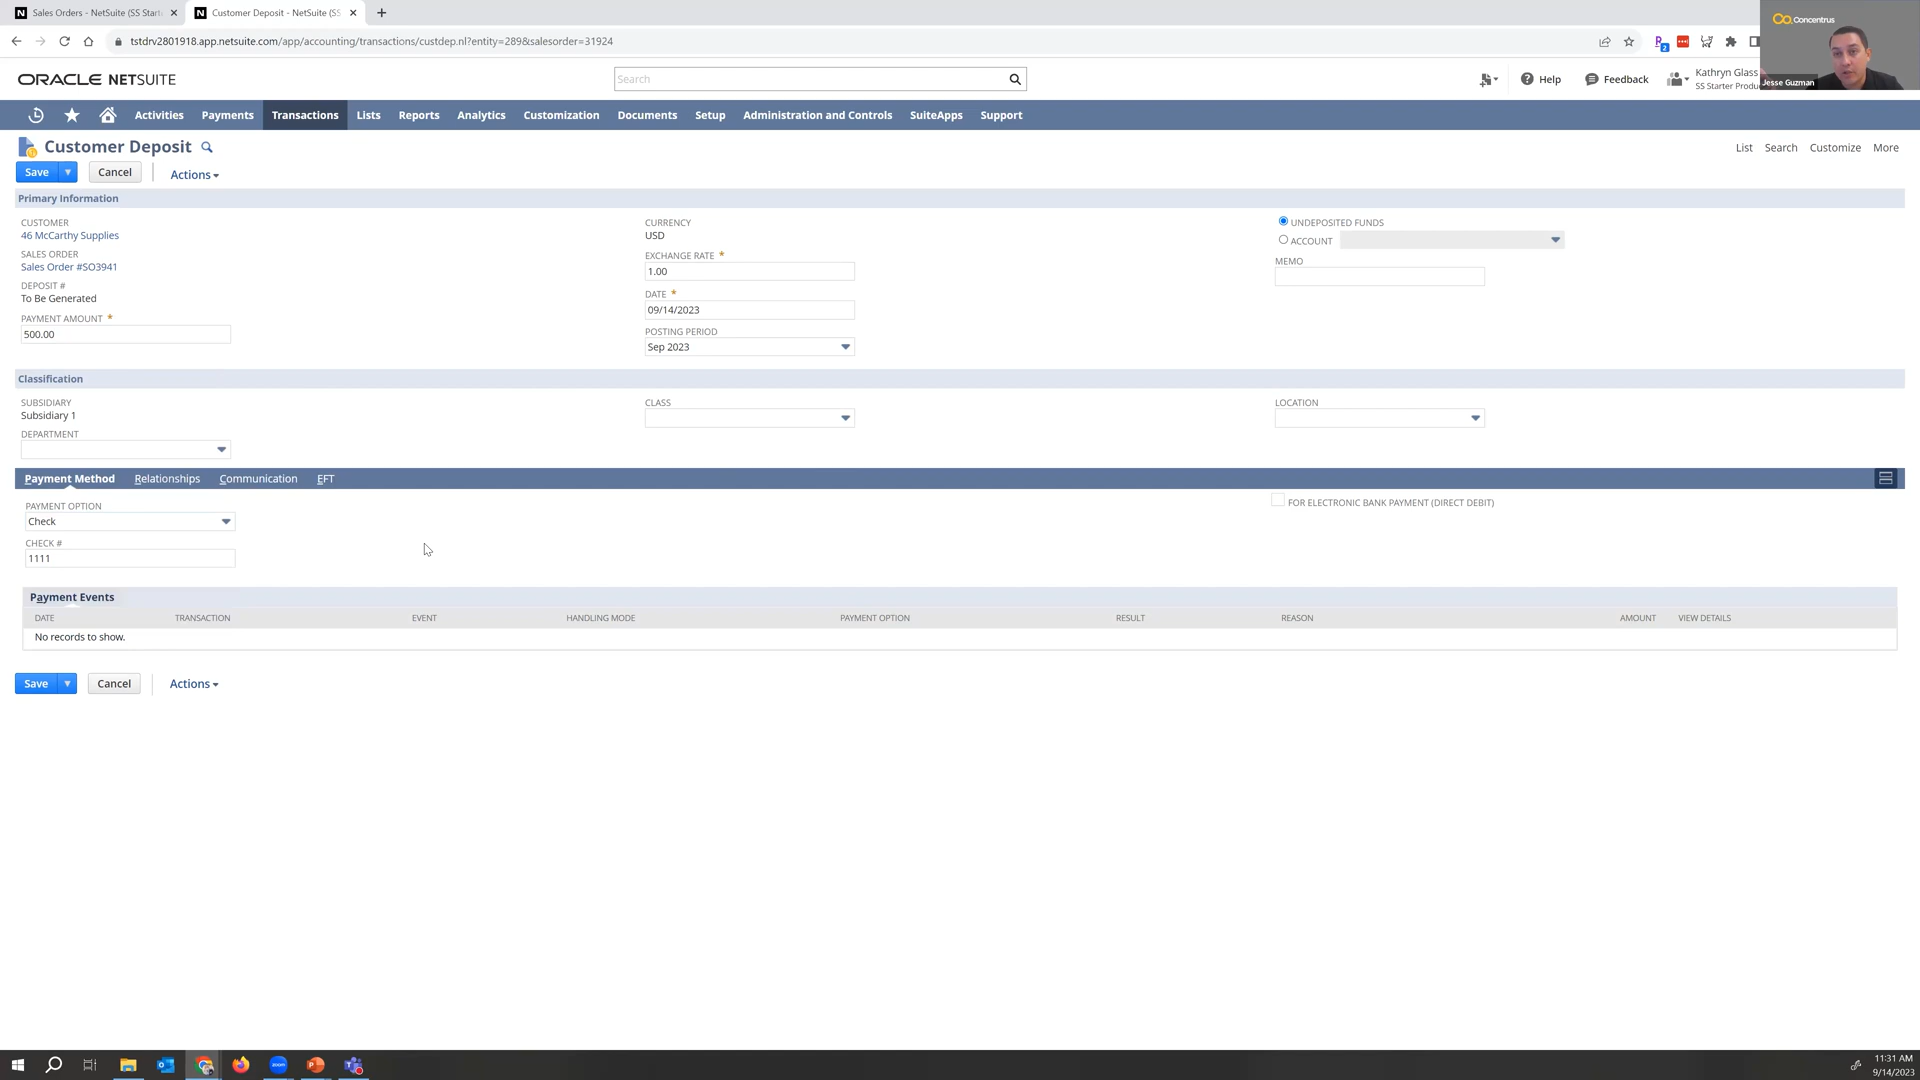 Sales Orders - NetSuite (SS Start
Customer Deposit - NetSuite (SS
tstdrv2801918.app.netsuite.com/app/accounting/transactions/custdep.nl?entity=289&salesorder=31924
2
Concentrus
Jesse Guzman
ORACLE NETSUITE
Search
Help
Feedback
Kathryn Glass
SS Starter Produ
Activities
Payments
Transactions
Lists
Reports
Analytics
Customization
Documents
Setup
Administration and Controls
SuiteApps
Support
Customer Deposit
List
Search
Customize
More
Save
Cancel
Actions
Primary Information
CUSTOMER
46 McCarthy Supplies
SALES ORDER
Sales Order #SO3941
DEPOSIT #
To Be Generated
PAYMENT AMOUNT *
500.00
CURRENCY
USD
EXCHANGE RATE *
1.00
DATE *
09/14/2023
POSTING PERIOD
Sep 2023
UNDEPOSITED FUNDS
ACCOUNT
MEMO
Classification
SUBSIDIARY
Subsidiary 1
DEPARTMENT
CLASS
LOCATION
Payment Method
Relationships
Communication
EFT
PAYMENT OPTION
Check
CHECK #
1111
FOR ELECTRONIC BANK PAYMENT (DIRECT DEBIT)
Payment Events
DATE TRANSACTION EVENT HANDLING MODE PAYMENT OPTION RESULT REASON AMOUNT VIEW DETAILS
No records to show.
Save
Cancel
Actions
zoom
11:31 AM
9/14/2023